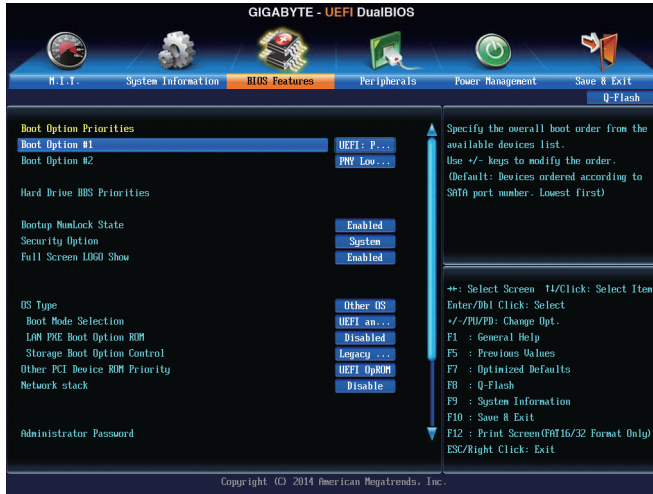 GIGABYTE - UEFI DualBIOS
M.I.T. System Information BIOS Features Peripherals Power Management Save & Exit
Q-Flash
Boot Option Priorities
Boot Option #1 UEFI: P...
Boot Option #2 PNY Lov...
Hard Drive BBS Priorities
Bootup NumLock State Enabled
Security Option System
Full Screen LOGO Show Enabled
OS Type Other OS
Boot Mode Selection UEFI an...
LAN PXE Boot Option ROM Disabled
Storage Boot Option Control Legacy ...
Other PCI Device ROM Priority UEFI OpROM
Network stack Disable
Administrator Password
Specify the overall boot order from the
available devices list.
Use +/- keys to modify the order.
(Default: Devices ordered according to
SATA port number. Lowest first)
↔: Select Screen ↑↓/Click: Select Item
Enter/Dbl Click: Select
+/-/PU/PD: Change Opt.
F1 : General Help
F5 : Previous Values
F7 : Optimized Defaults
F8 : Q-Flash
F9 : System Information
F10 : Save & Exit
F12 : Print Screen(FAT16/32 Format Only)
ESC/Right Click: Exit
Copyright (C) 2014 American Megatrends, Inc.